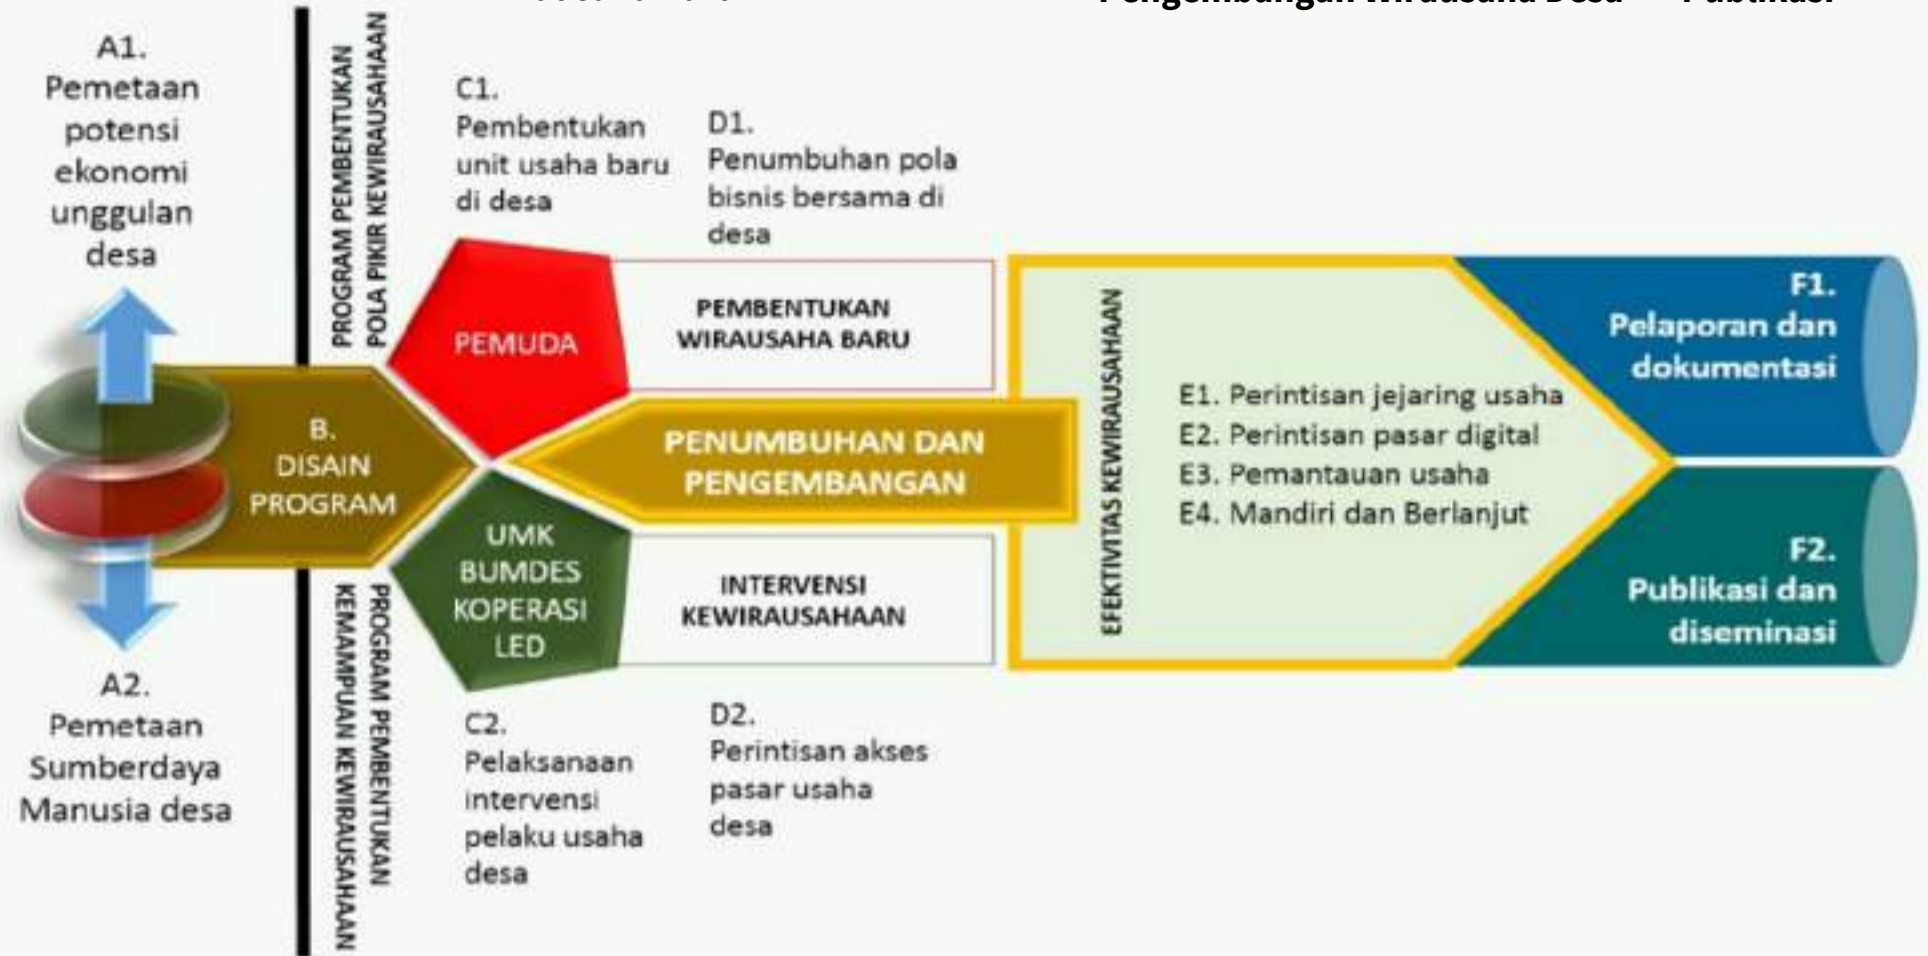 Pengembangan Wirausaha Desa
Publikasi
A1.
Pemetaan
potensi
ekonomi
unggulan
desa
A2.
Pemetaan
Sumberdaya
Manusia desa
B.
DISAIN
PROGRAM
PROGRAM PEMBENTUKAN
POLA PIKIR KEWIRAUSAHAAN
PROGRAM PEMBENTUKAN
KEMAMPUAN KEWIRAUSAHAAN
C1.
Pembentukan
unit usaha baru
di desa
D1.
Penumbuhan pola
bisnis bersama di
desa
PEMUDA
PEMBENTUKAN
WIRAUSAHA BARU
PENUMBUHAN DAN
PENGEMBANGAN
UMK
BUMDES
KOPERASI
LED
INTERVENSI
KEWIRAUSAHAAN
C2.
Pelaksanaan
intervensi
pelaku usaha
desa
D2.
Perintisan akses
pasar usaha
desa
EFEKTIVITAS KEWIRAUSAHAAN
E1. Perintisan jejaring usaha
E2. Perintisan pasar digital
E3. Pemantauan usaha
E4. Mandiri dan Berlanjut
F1.
Pelaporan dan
dokumentasi
F2.
Publikasi dan
diseminasi